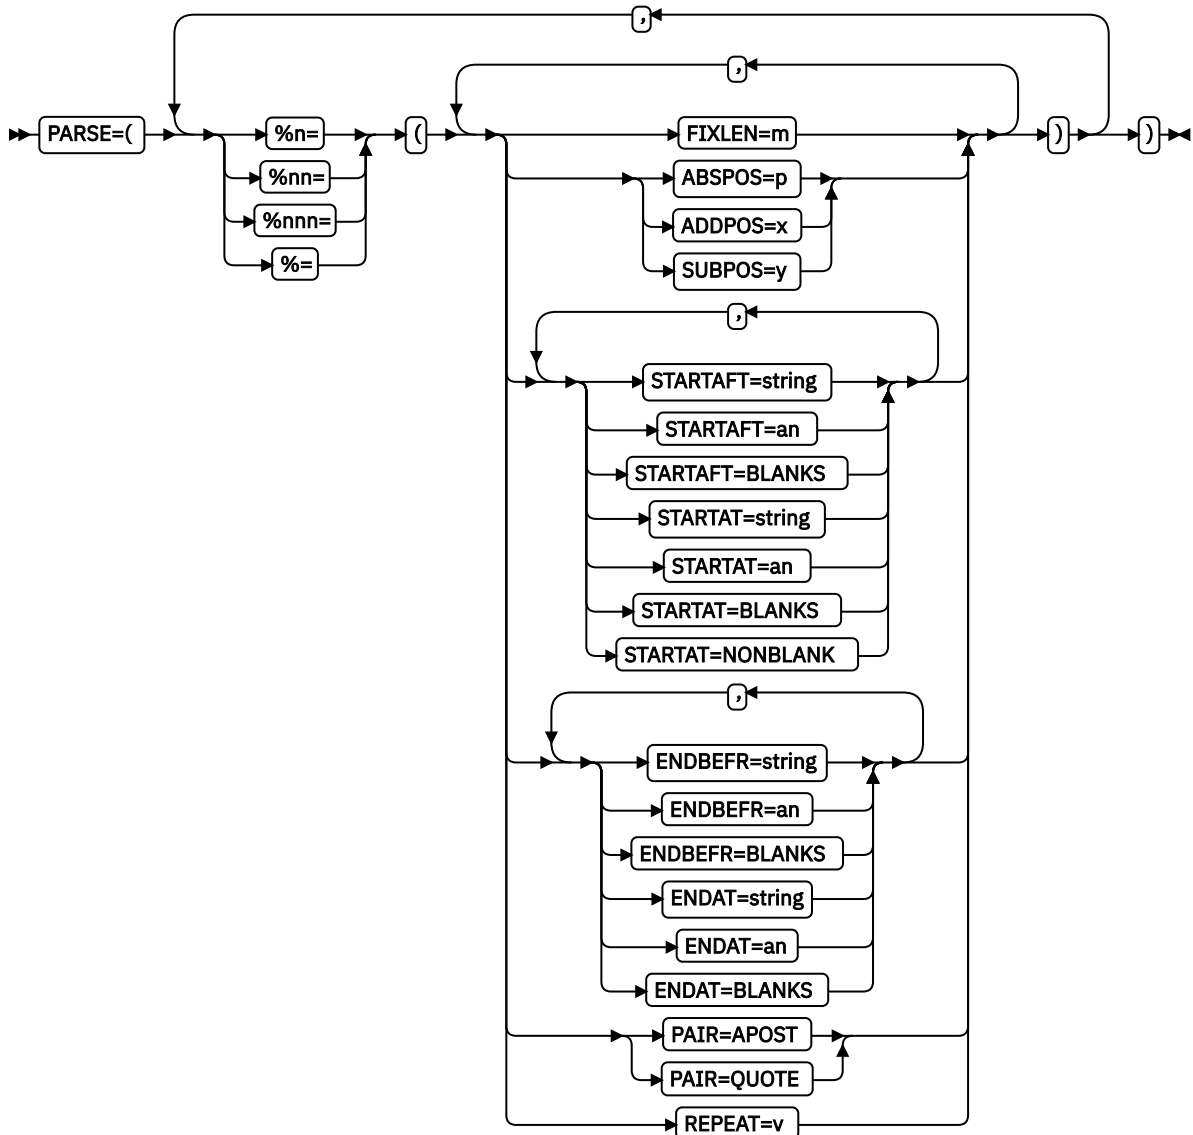 ,
,
PARSE=( %n= ( FIXLEN=m ) )
%nn= ABSPOS=p
%nnn= ADDPOS=x
%= SUBPOS=y
,
STARTAFT=string
STARTAFT=an
STARTAFT=BLANKS
STARTAT=string
STARTAT=an
STARTAT=BLANKS
STARTAT=NONBLANK
,
ENDBEFR=string
ENDBEFR=an
ENDBEFR=BLANKS
ENDAT=string
ENDAT=an
ENDAT=BLANKS
PAIR=APOST
PAIR=QUOTE
REPEAT=v